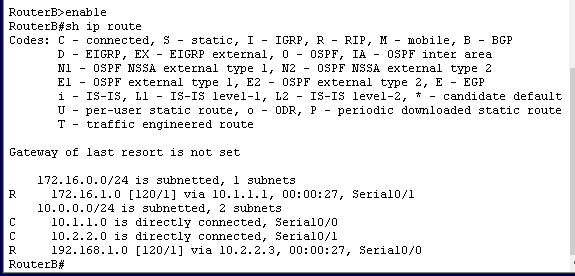 RouterB>enable
RouterB#sh ip route
Codes: C - connected, S - static, I - IGRP, R - RIP, M - mobile, B - BGP
       D - EIGRP, EX - EIGRP external, O - OSPF, IA - OSPF inter area
       N1 - OSPF NSSA external type 1, N2 - OSPF NSSA external type 2
       E1 - OSPF external type 1, E2 - OSPF external type 2, E - EGP
       i - IS-IS, L1 - IS-IS level-1, L2 - IS-IS level-2, * - candidate default
       U - per-user static route, o - ODR, P - periodic downloaded static route
       T - traffic engineered route

Gateway of last resort is not set

     172.16.0.0/24 is subnetted, 1 subnets
R       172.16.1.0 [120/1] via 10.1.1.1, 00:00:27, Serial0/1
     10.0.0.0/24 is subnetted, 2 subnets
C       10.1.1.0 is directly connected, Serial0/0
C       10.2.2.0 is directly connected, Serial0/1
R       192.168.1.0 [120/1] via 10.2.2.3, 00:00:27, Serial0/0
RouterB#